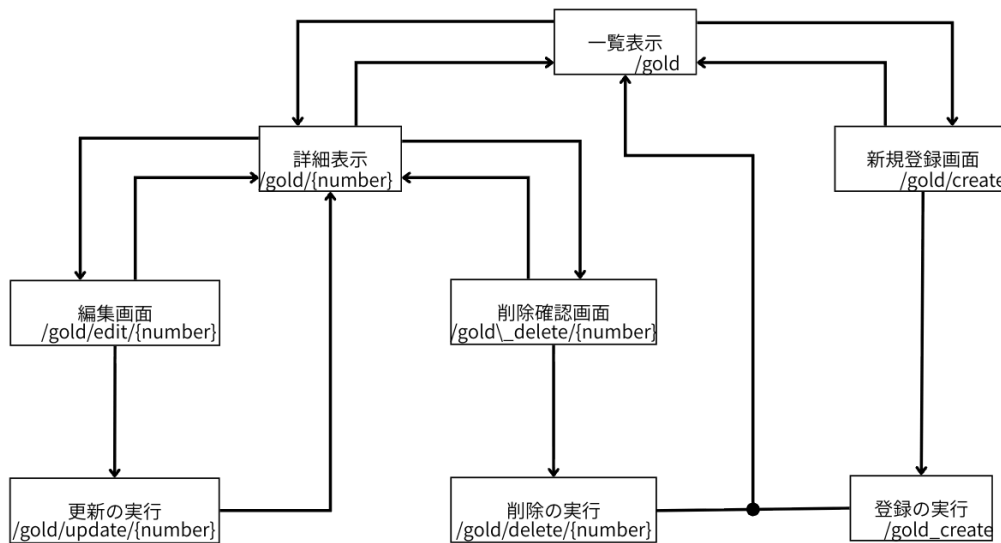 一覧表示
/gold
詳細表示
/gold/{number}
新規登録画面
/gold/create
編集画面
/gold/edit/{number}
削除確認画面
/gold\_delete/{number}
更新の実行
/gold/update/{number}
削除の実行
/gold/delete/{number}
登録の実行
/gold_create